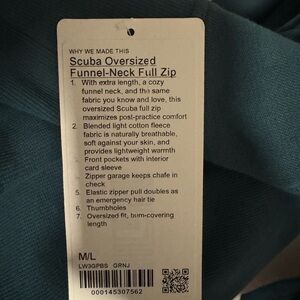 WHY WE MADE THIS
Scuba Oversized
Funnel-Neck Full Zip
1. With extra length, a cozy
funnel neck, and the same
fabric you know and love, this
oversized Scuba full zip
maximizes post-practice comfort
2. Blended light cotton fleece
fabric is naturally breathable,
soft against your skin, and
provides lightweight warmth
Front pockets with interior
card sleeve
Zipper garage keeps chafe in
check
5. Elastic zipper pull doubles as
an emergency hair tie
6. Thumbholes
7. Oversized fit, bum-covering
length
M/L
LW3GPBS GRNJ
000145307562